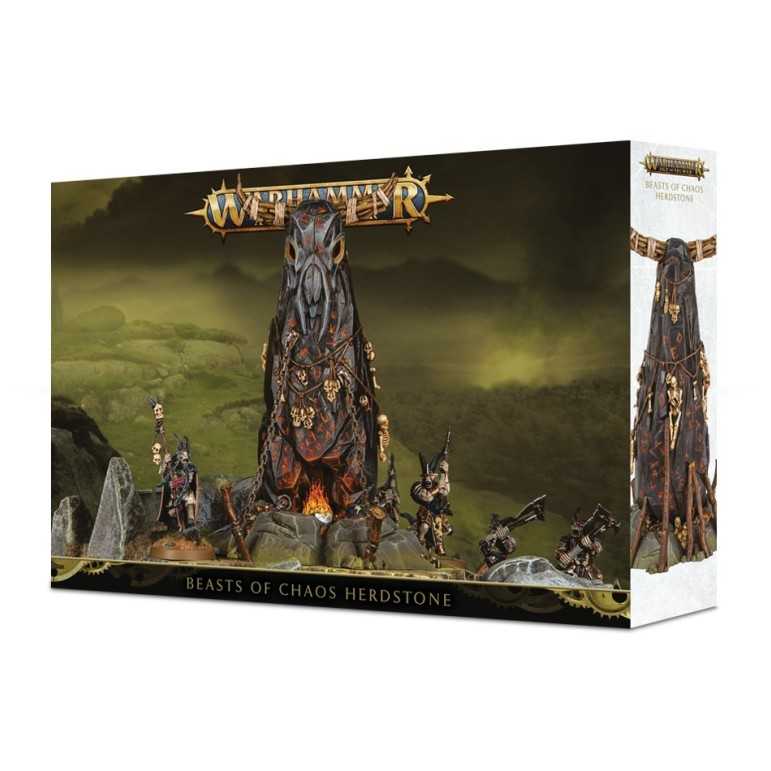 WARHAMMER
BEASTS OF CHAOS HERDSTONE
WARHAMMER
BEASTS OF CHAOS
HERDSTONE